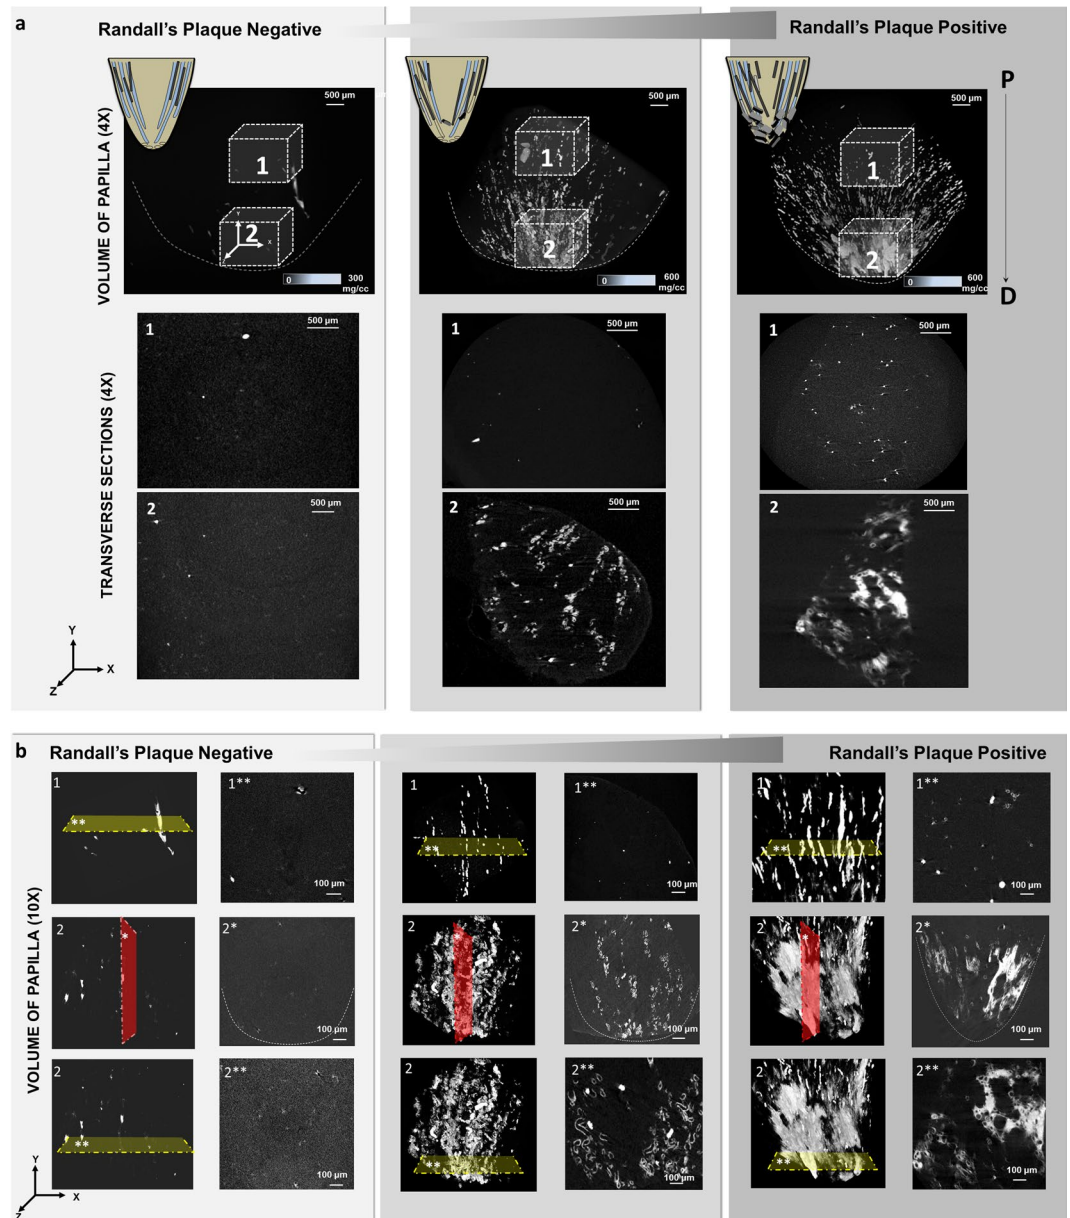 a
Randall's Plaque Negative
Randall's Plaque Positive
VOLUME OF PAPILLA (4X)
500 µm
1
2
Y
X
0
300
mg/cc
500 µm
1
2
0
600
mg/cc
500 µm
1
2
0
600
mg/cc
P
D
TRANSVERSE SECTIONS (4X)
1
500 µm
1
500 µm
1
500 µm
2
500 µm
2
500 µm
2
500 µm
Y
X
Z
b
Randall's Plaque Negative
Randall's Plaque Positive
VOLUME OF PAPILLA (10X)
1
**
1**
100 µm
1
**
1**
100 µm
1
**
1**
100 µm
2
*
2*
100 µm
2
*
2*
100 µm
2
*
2*
100 µm
2
**
2**
100 µm
2
**
2**
100 µm
2
**
2**
100 µm
Y
X
Z